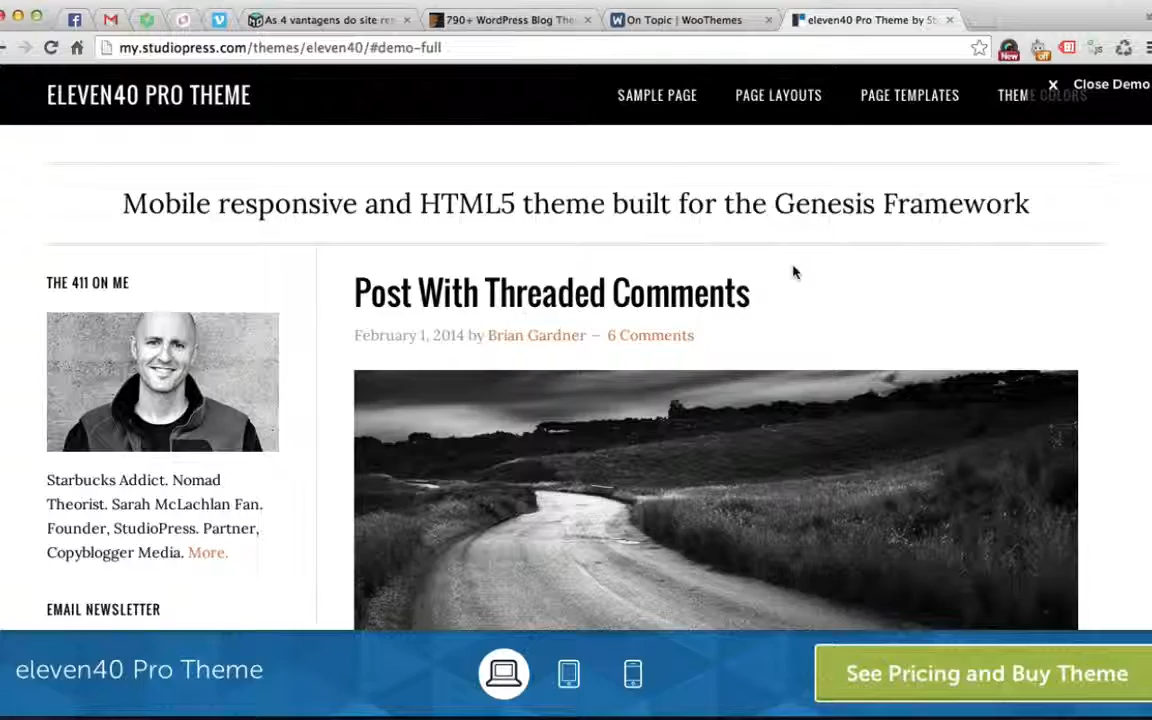 As 4 vantagens do site res
790+ WordPress Blog The
On Topic | WooThemes
eleven40 Pro Theme by St
my.studiopress.com/themes/eleven40/#demo-full
New
off
js
ELEVEN40 PRO THEME
SAMPLE PAGE
PAGE LAYOUTS
PAGE TEMPLATES
THEME COLORS
X Close Demo
Mobile responsive and HTML5 theme built for the Genesis Framework
THE 411 ON ME
Starbucks Addict. Nomad
Theorist. Sarah McLachlan Fan.
Founder, StudioPress. Partner,
Copyblogger Media. More.
EMAIL NEWSLETTER
Post With Threaded Comments
February 1, 2014 by Brian Gardner — 6 Comments
eleven40 Pro Theme
See Pricing and Buy Theme